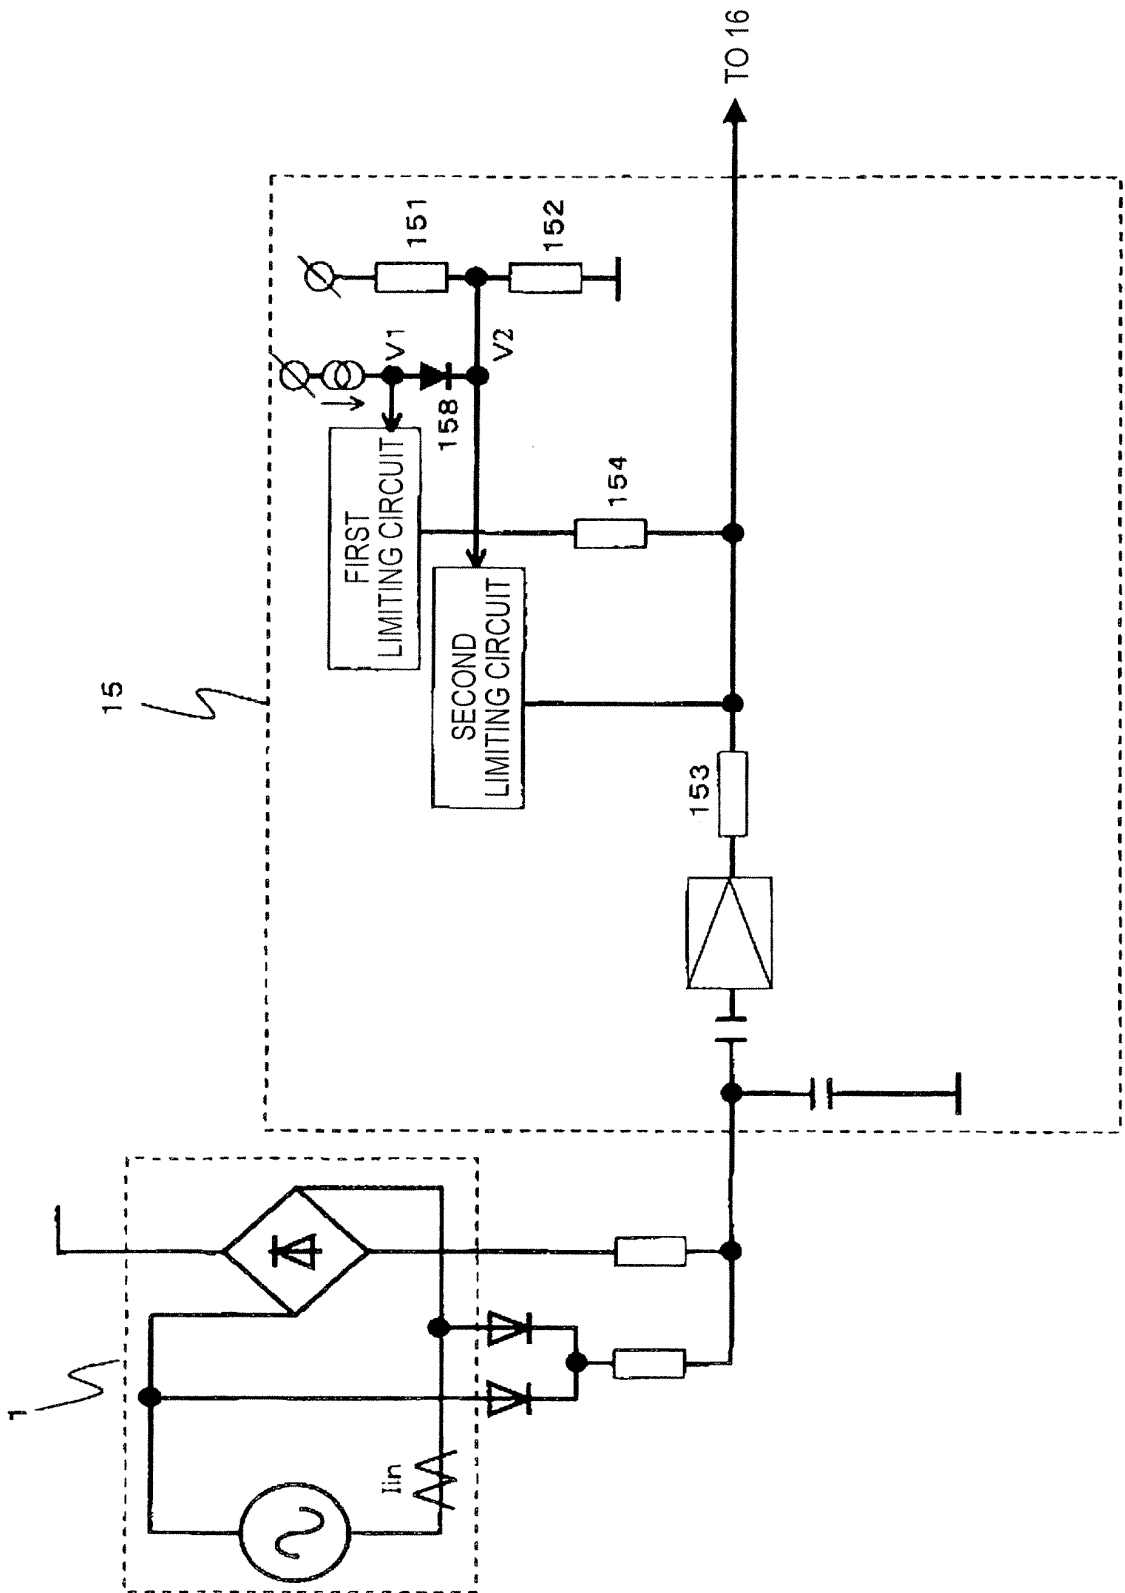 1
Iin
15
FIRST
LIMITING CIRCUIT
SECOND
LIMITING CIRCUIT
V1
158
V2
151
152
153
154
TO 16